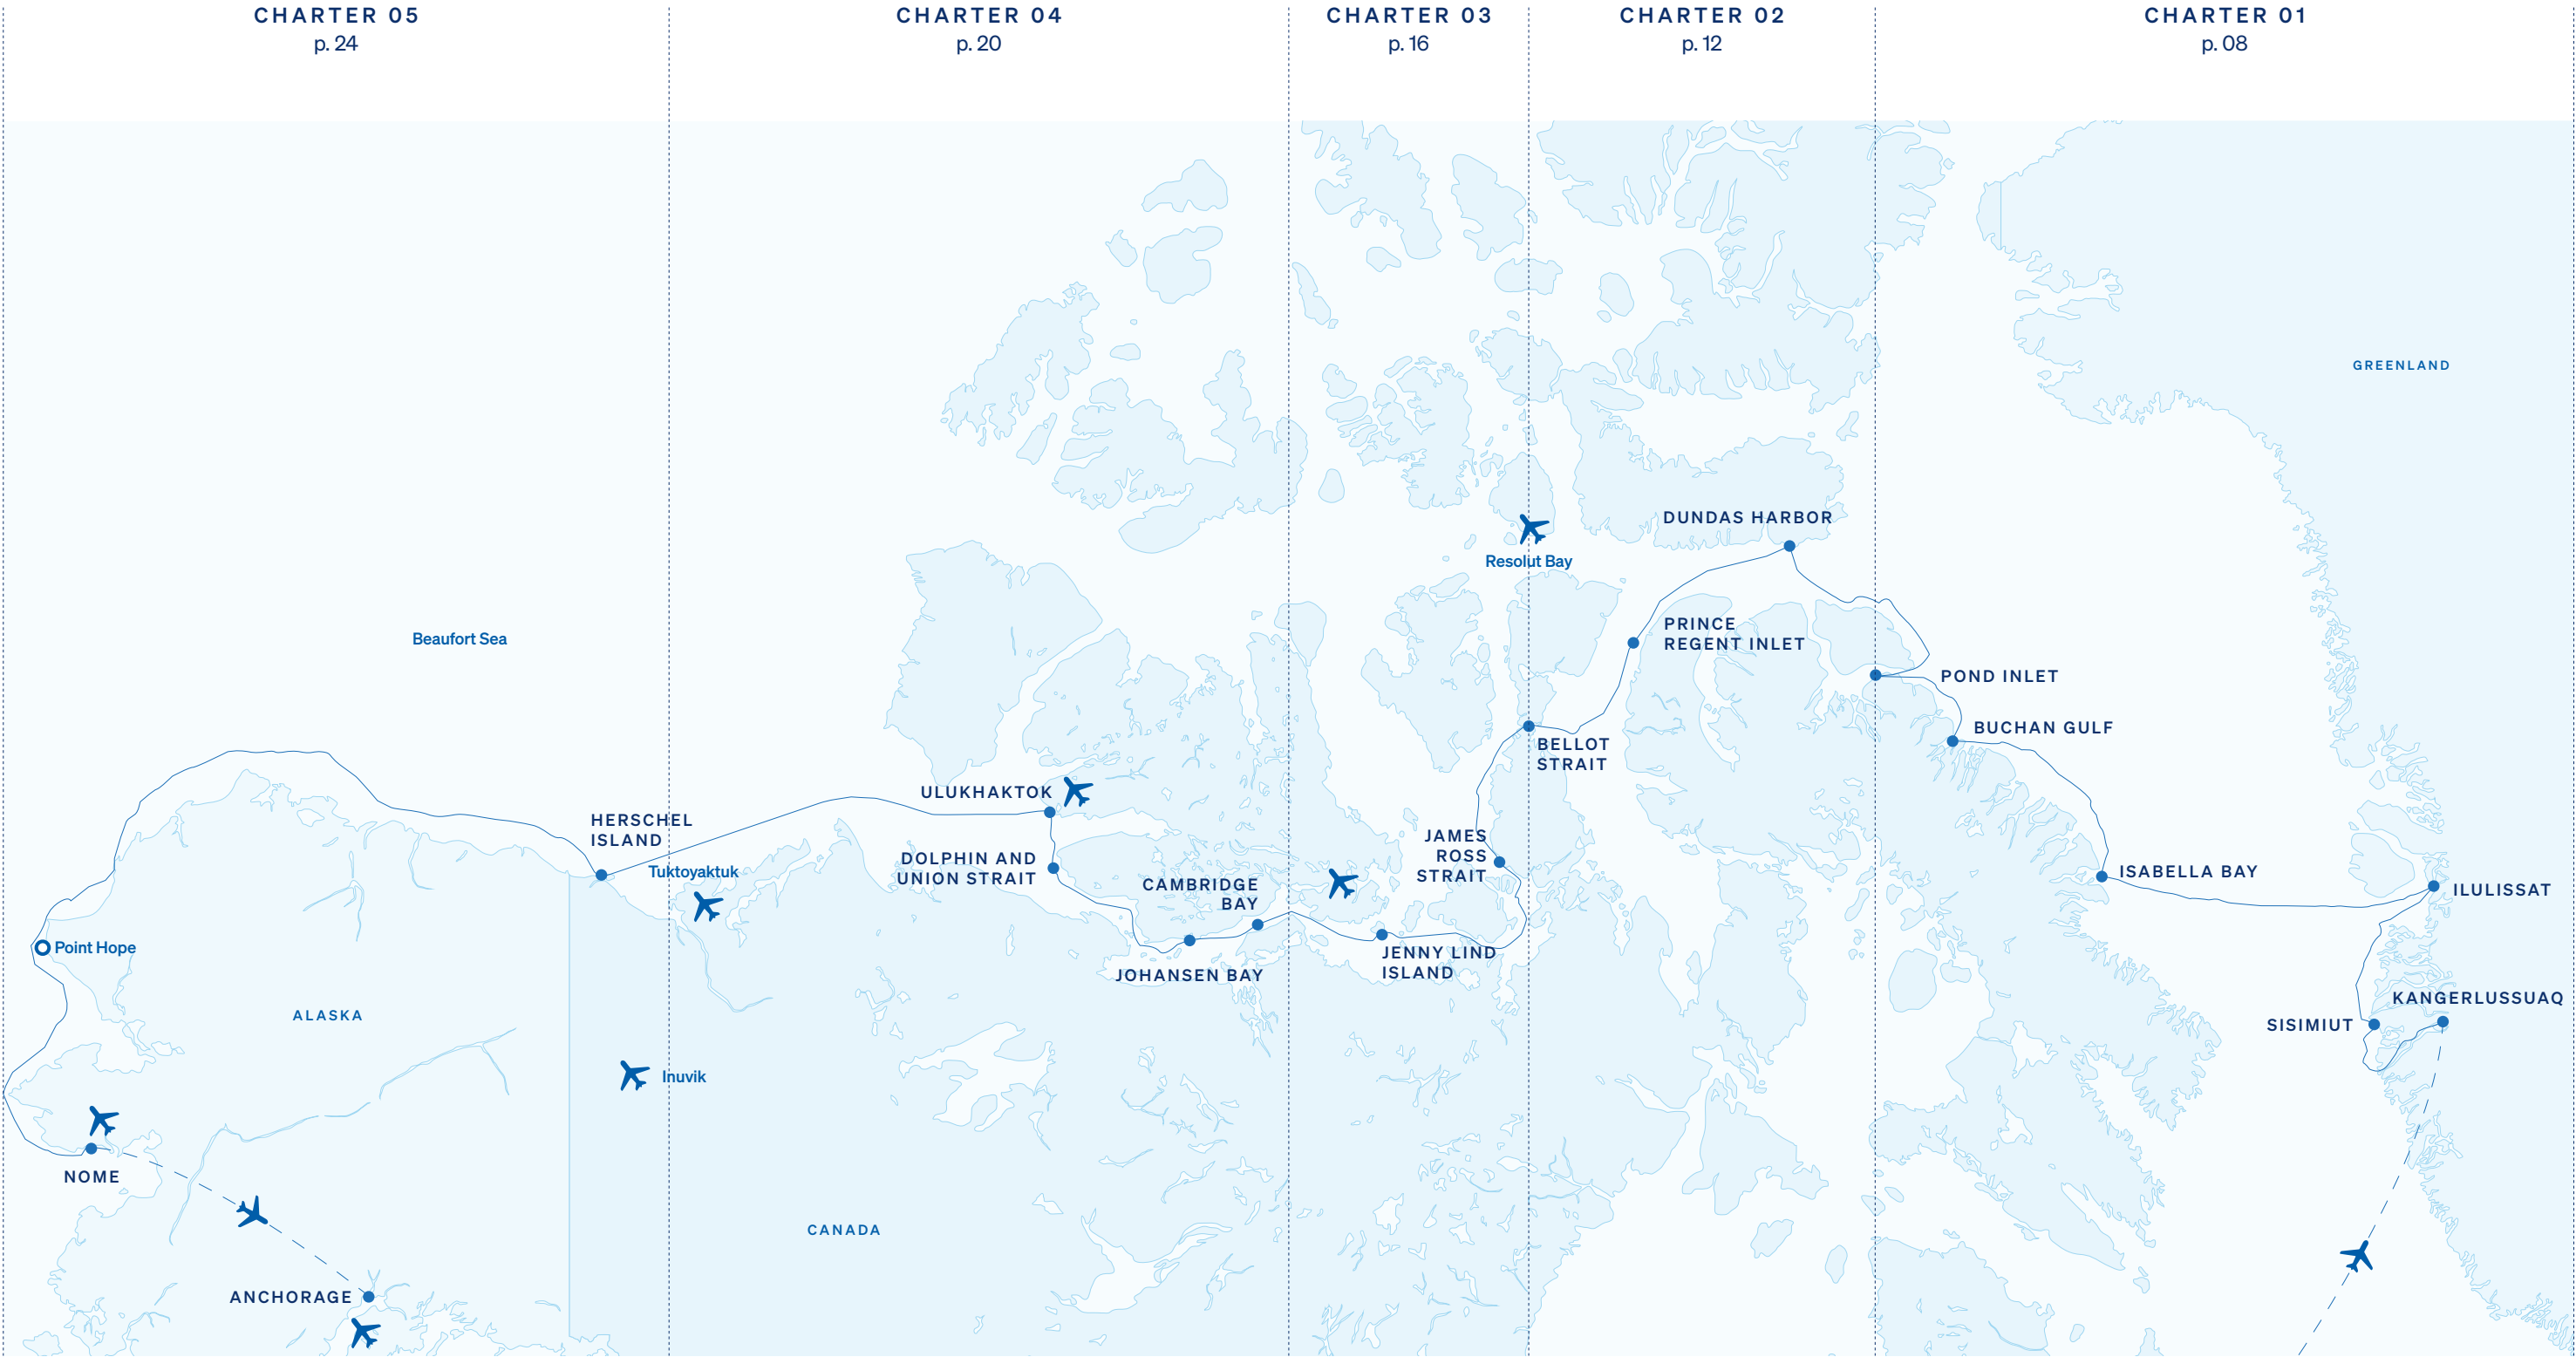 CHARTER 05
p. 24
CHARTER 04
p. 20
CHARTER 03
p. 16
CHARTER 02
p. 12
CHARTER 01
p. 08
GREENLAND
DUNDAS HARBOR
Resolut Bay
PRINCE
REGENT INLET
Beaufort Sea
POND INLET
BUCHAN GULF
BELLOT
STRAIT
ULUKHAKTOK
HERSCHEL
ISLAND
JAMES
ROSS
STRAIT
DOLPHIN AND
UNION STRAIT
Tuktoyaktuk
ISABELLA BAY
CAMBRIDGE
BAY
ILULISSAT
Point Hope
JENNY LIND
ISLAND
JOHANSEN BAY
KANGERLUSSUAQ
ALASKA
SISIMIUT
Inuvik
NOME
CANADA
ANCHORAGE